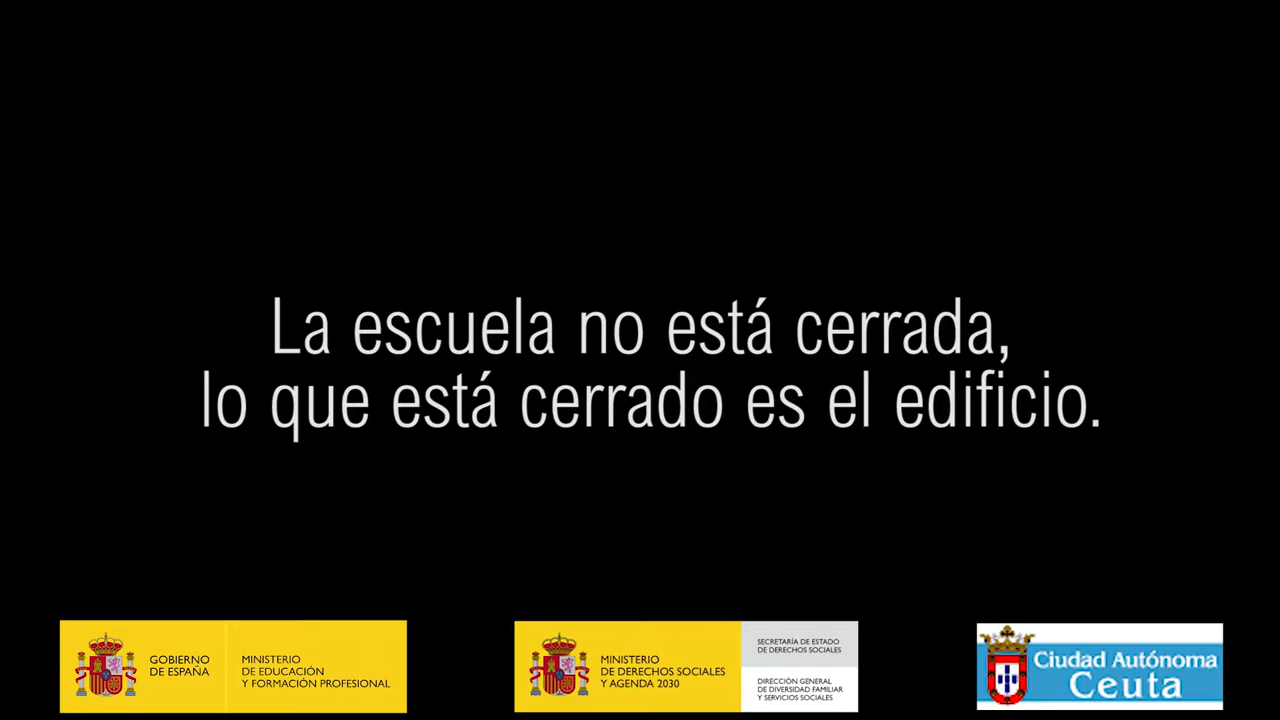 La escuela no está cerrada,
lo que está cerrado es el edificio.
GOBIERNO
DE ESPAÑA
MINISTERIO
DE EDUCACIÓN
Y FORMACIÓN PROFESIONAL
MINISTERIO
DE DERECHOS SOCIALES
Y AGENDA 2030
SECRETARÍA DE ESTADO
DE DERECHOS SOCIALES
DIRECCIÓN GENERAL
DE DIVERSIDAD FAMILIAR
Y SERVICIOS SOCIALES
Ciudad Autónoma
Ceuta